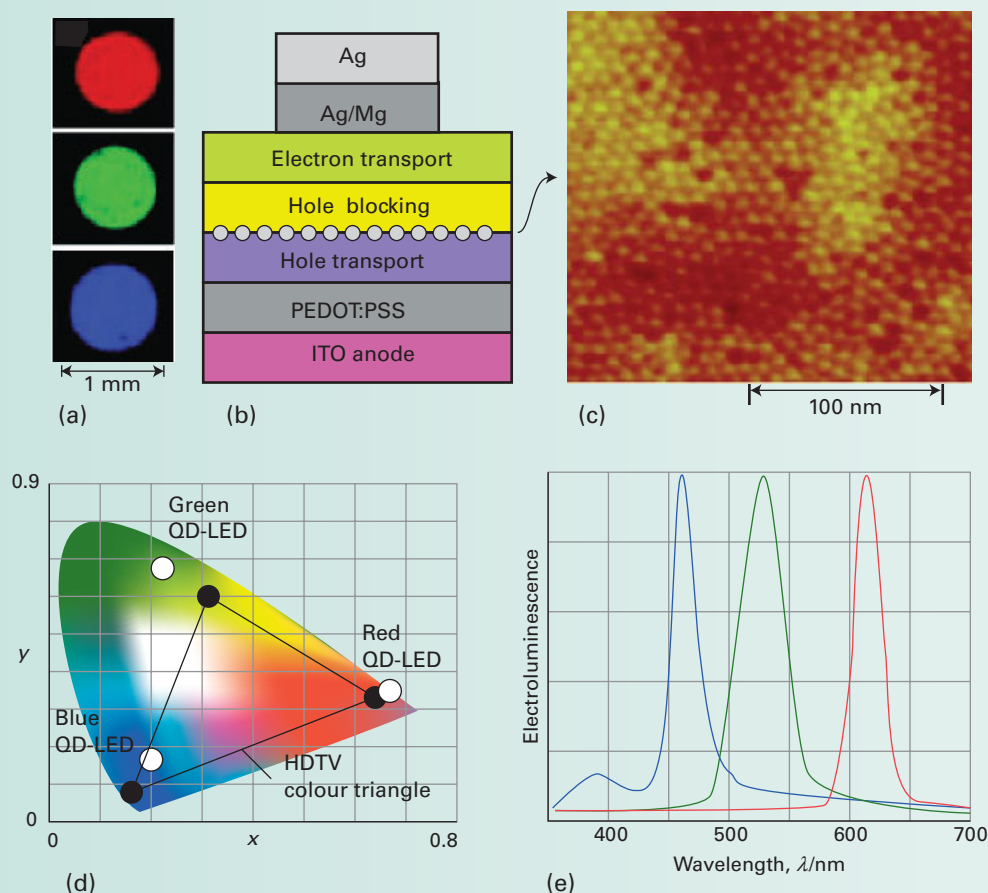 Ag
Ag/Mg
Electron transport
Hole blocking
Hole transport
PEDOT:PSS
ITO anode
1 mm
(a)
(b)
(c)
100 nm
0.9
y
0
x
0.8
Green
QD-LED
Red
QD-LED
Blue
QD-LED
HDTV
colour triangle
(d)
Electroluminescence
400
500
600
700
Wavelength, λ/nm
(e)